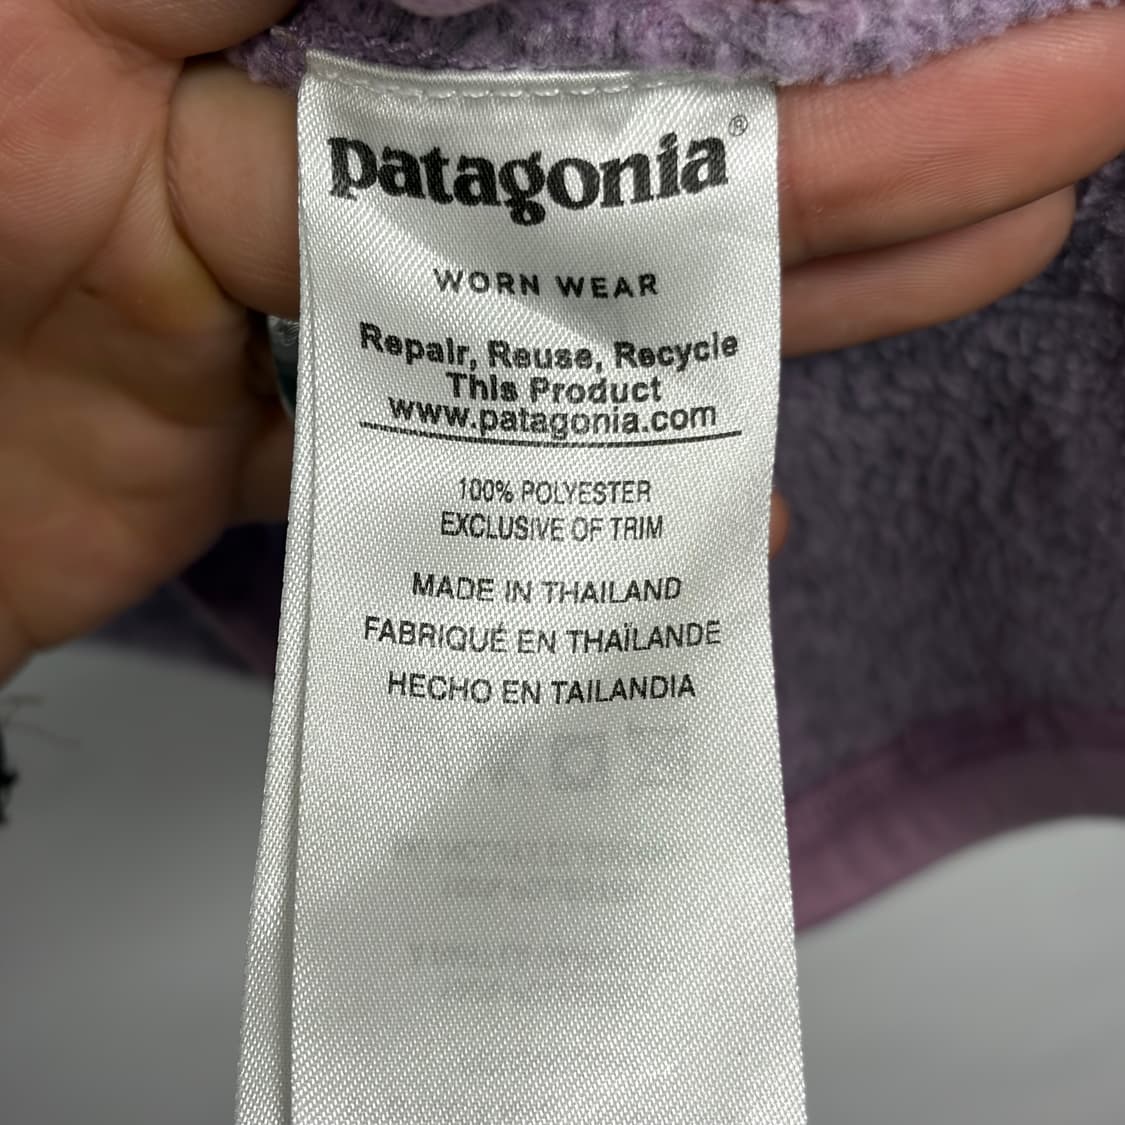 patagonia®
WORN WEAR
Repair, Reuse, Recycle
This Product
www.patagonia.com
100% POLYESTER
EXCLUSIVE OF TRIM
MADE IN THAILAND
FABRIQUÉ EN THAÏLANDE
HECHO EN TAILANDIA